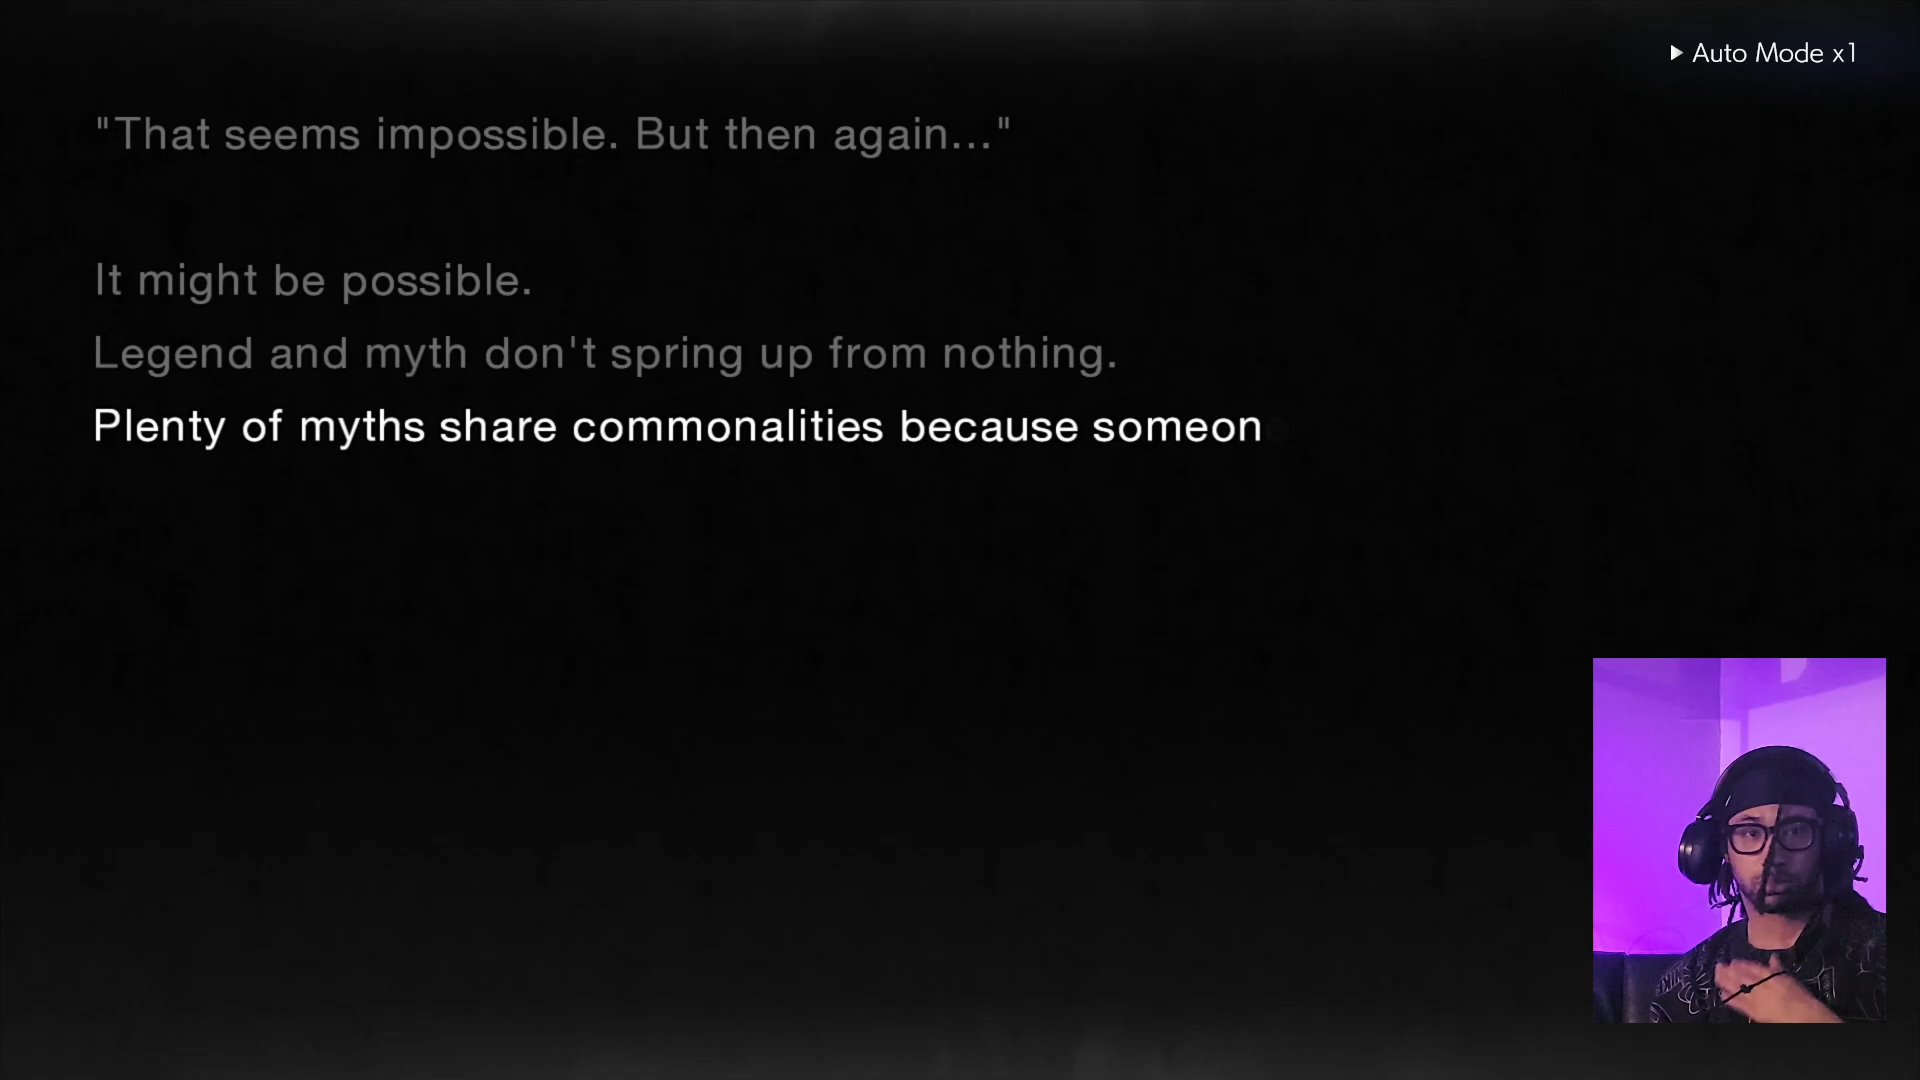 Auto Mode x1
"That seems impossible. But then again..."
It might be possible.
Legend and myth don't spring up from nothing.
Plenty of myths share commonalities because someone